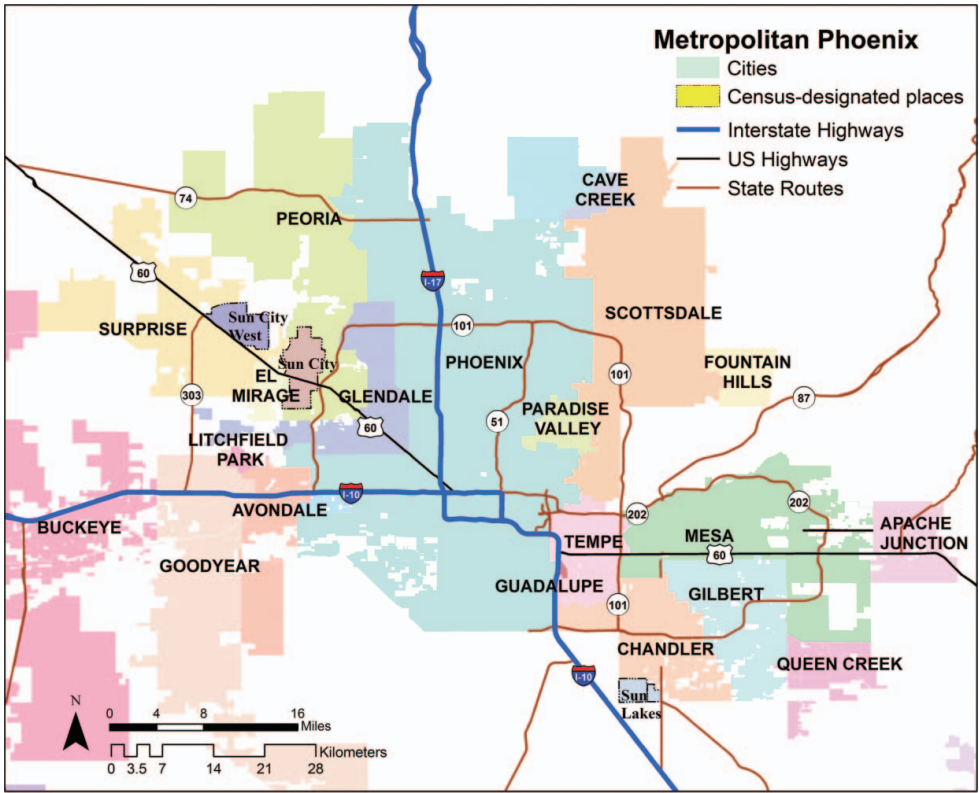 Metropolitan Phoenix
Cities
Census-designated places
Interstate Highways
US Highways
State Routes
CAVE
CREEK
74
PEORIA
60
I-17
SURPRISE
Sun City
West
101
SCOTTSDALE
PHOENIX
Sun City
FOUNTAIN
HILLS
EL
MIRAGE
GLENDALE
101
303
87
60
51
PARADISE
VALLEY
LITCHFIELD
PARK
I-10
AVONDALE
BUCKEYE
202
202
APACHE
JUNCTION
TEMPE
MESA
60
GOODYEAR
GUADALUPE
GILBERT
101
CHANDLER
QUEEN CREEK
I-10
Sun
Lakes
N
0 4 8 16
Miles
Kilometers
0 3.5 7 14 21 28